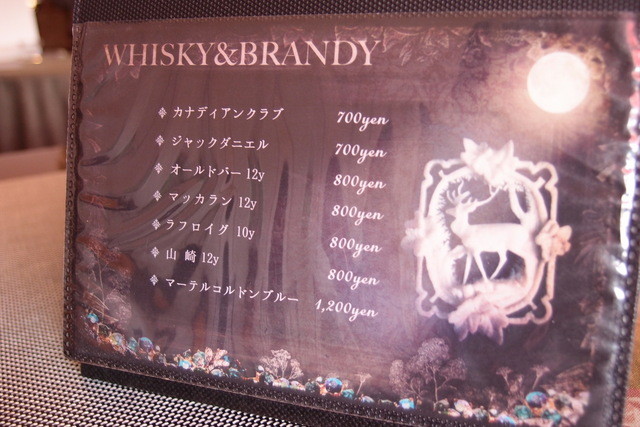 WHISKY&BRANDY
カナディアンクラブ 700yen
ジャックダニエル 700yen
オールドパー 12y 800yen
マッカラン 12y 800yen
ラフロイグ 10y 800yen
山崎 12y 800yen
マーテルコルドンブルー 1,200yen